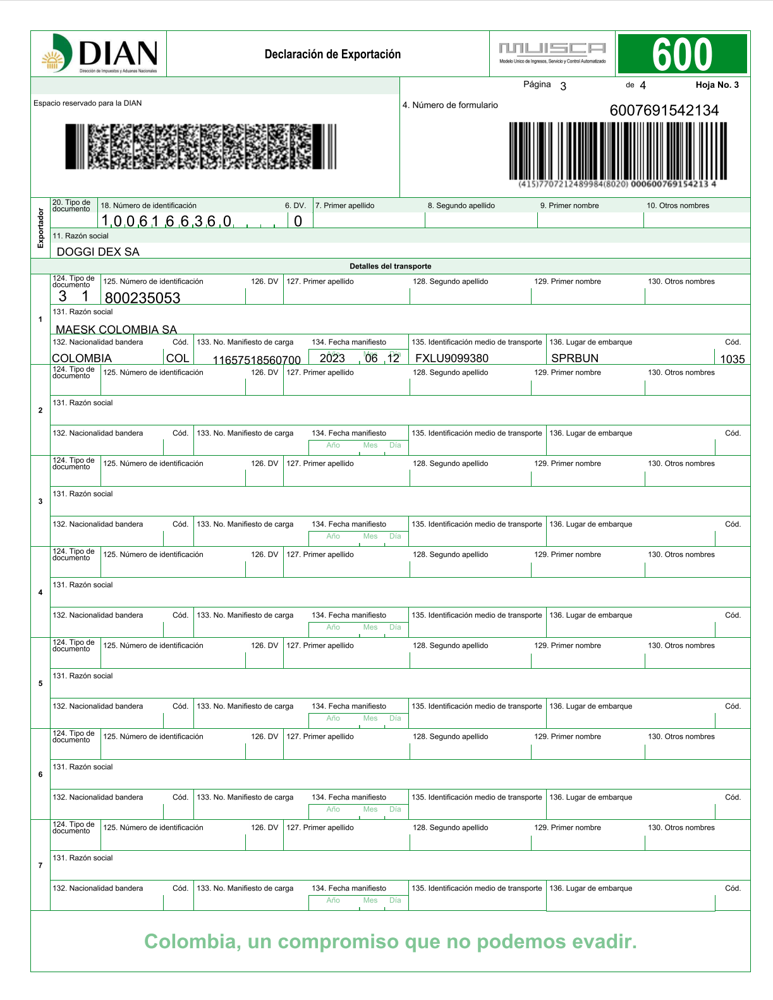 DIAN
Dirección de Impuestos y Aduanas Nacionales
Declaración de Exportación
MUISCA
Modelo Unico de Ingresos, Servicio y Control Automatizado
600
Página 3 de 4 Hoja No. 3
Espacio reservado para la DIAN
4. Número de formulario
6007691542134
(415)7707212489984(8020) 000600769154213 4
Exportador
20. Tipo de documento 18. Número de identificación 6. DV. 7. Primer apellido 8. Segundo apellido 9. Primer nombre 10. Otros nombres
1006166360 0
11. Razón social
DOGGI DEX SA
Detalles del transporte
1
124. Tipo de documento 125. Número de identificación 126. DV 127. Primer apellido 128. Segundo apellido 129. Primer nombre 130. Otros nombres
3 1 800235053
131. Razón social
MAESK COLOMBIA SA
132. Nacionalidad bandera Cód. 133. No. Manifiesto de carga 134. Fecha manifiesto 135. Identificación medio de transporte 136. Lugar de embarque Cód.
Año Mes Día
COLOMBIA COL 11657518560700 2023 06 12 FXLU9099380 SPRBUN 1035
2
124. Tipo de documento 125. Número de identificación 126. DV 127. Primer apellido 128. Segundo apellido 129. Primer nombre 130. Otros nombres
131. Razón social
132. Nacionalidad bandera Cód. 133. No. Manifiesto de carga 134. Fecha manifiesto 135. Identificación medio de transporte 136. Lugar de embarque Cód.
Año Mes Día
3
124. Tipo de documento 125. Número de identificación 126. DV 127. Primer apellido 128. Segundo apellido 129. Primer nombre 130. Otros nombres
131. Razón social
132. Nacionalidad bandera Cód. 133. No. Manifiesto de carga 134. Fecha manifiesto 135. Identificación medio de transporte 136. Lugar de embarque Cód.
Año Mes Día
4
124. Tipo de documento 125. Número de identificación 126. DV 127. Primer apellido 128. Segundo apellido 129. Primer nombre 130. Otros nombres
131. Razón social
132. Nacionalidad bandera Cód. 133. No. Manifiesto de carga 134. Fecha manifiesto 135. Identificación medio de transporte 136. Lugar de embarque Cód.
Año Mes Día
5
124. Tipo de documento 125. Número de identificación 126. DV 127. Primer apellido 128. Segundo apellido 129. Primer nombre 130. Otros nombres
131. Razón social
132. Nacionalidad bandera Cód. 133. No. Manifiesto de carga 134. Fecha manifiesto 135. Identificación medio de transporte 136. Lugar de embarque Cód.
Año Mes Día
6
124. Tipo de documento 125. Número de identificación 126. DV 127. Primer apellido 128. Segundo apellido 129. Primer nombre 130. Otros nombres
131. Razón social
132. Nacionalidad bandera Cód. 133. No. Manifiesto de carga 134. Fecha manifiesto 135. Identificación medio de transporte 136. Lugar de embarque Cód.
Año Mes Día
7
124. Tipo de documento 125. Número de identificación 126. DV 127. Primer apellido 128. Segundo apellido 129. Primer nombre 130. Otros nombres
131. Razón social
132. Nacionalidad bandera Cód. 133. No. Manifiesto de carga 134. Fecha manifiesto 135. Identificación medio de transporte 136. Lugar de embarque Cód.
Año Mes Día
Colombia, un compromiso que no podemos evadir.